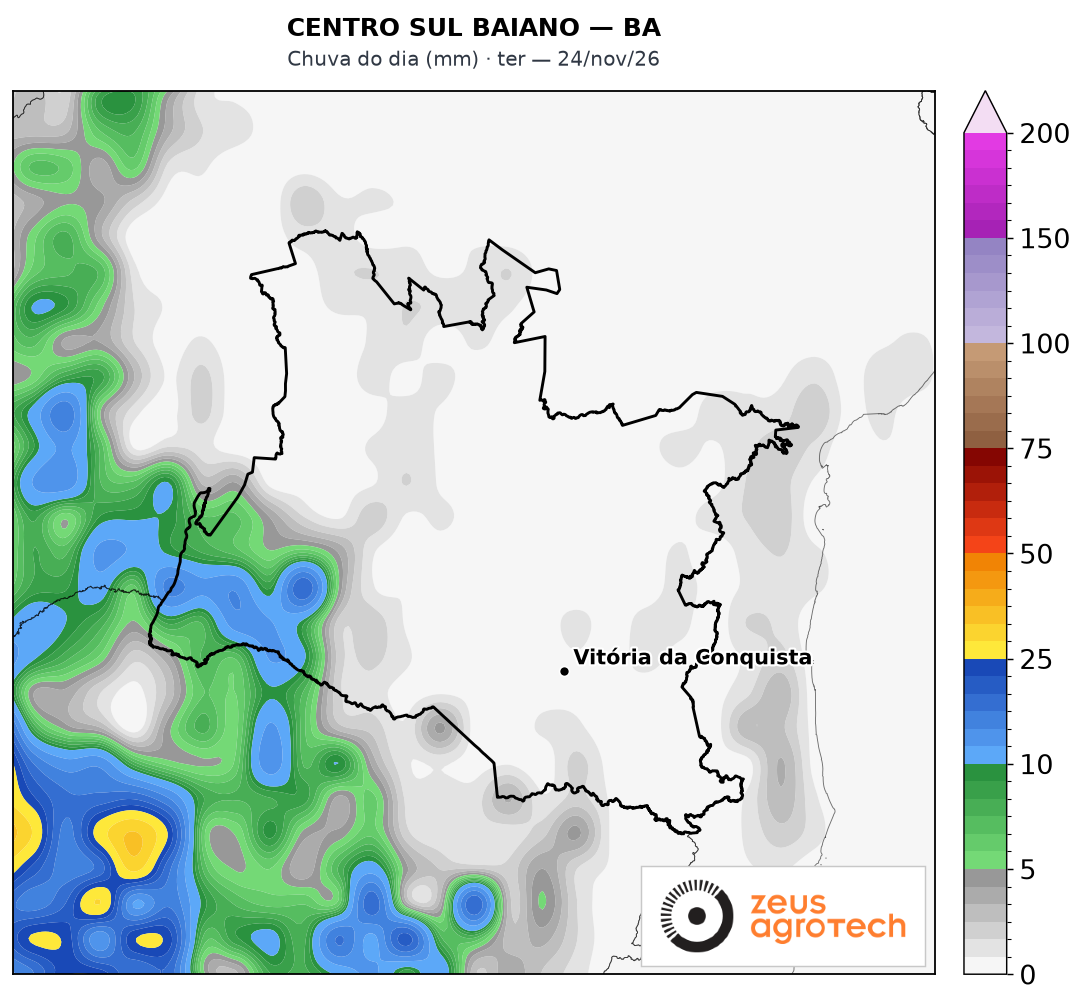 CENTRO SUL BAIANO — BA
Chuva do dia (mm) · ter — 24/nov/26
200
150
100
75
50
25
10
5
0
Vitória da Conquista
zeus
agrotech